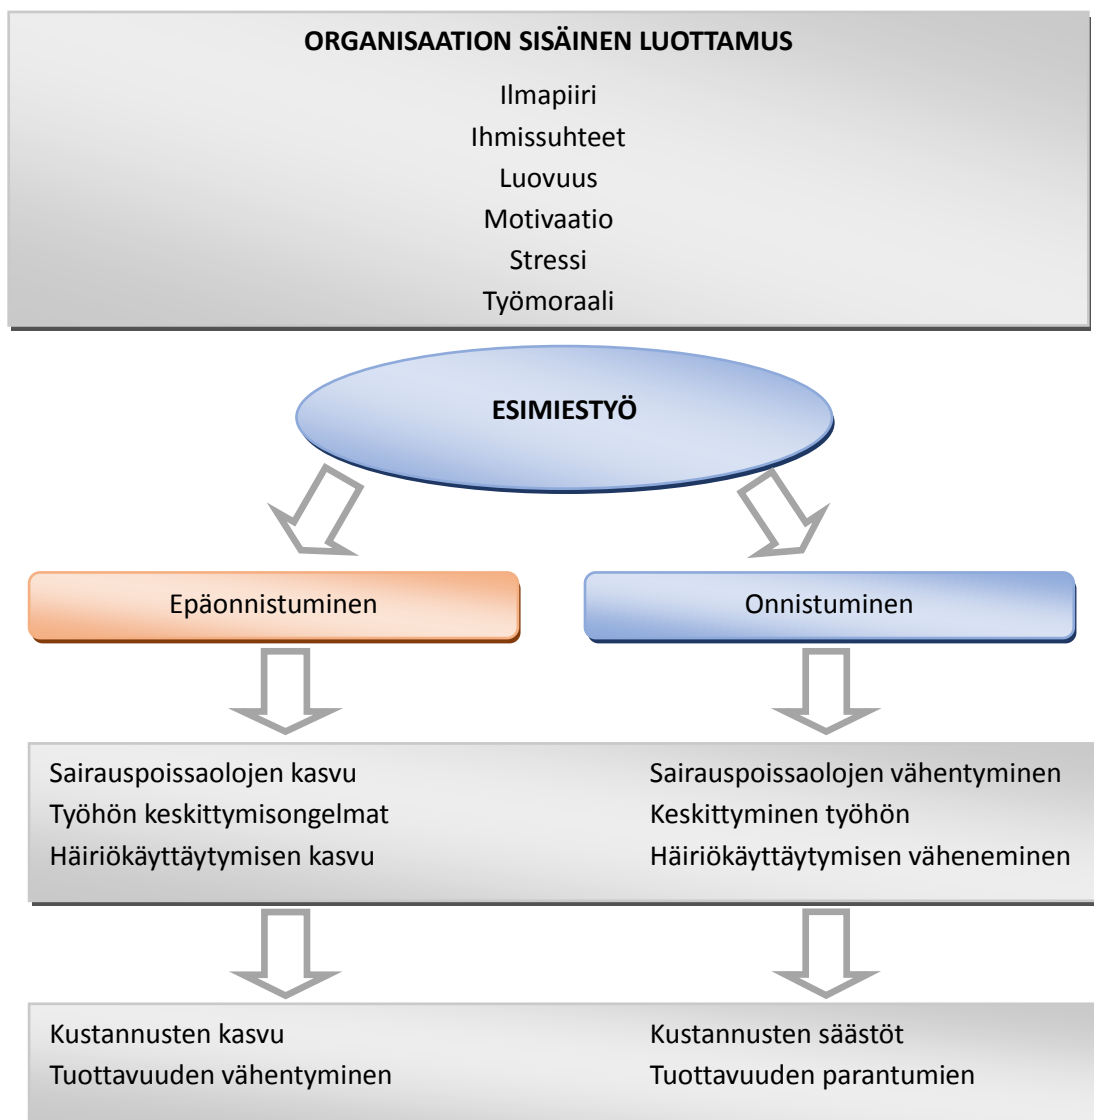 ORGANISAATION SISÄINEN LUOTTAMUS
Ilmapiiri
Ihmissuhteet
Luovuus
Motivaatio
Stressi
Työmoraali
ESIMIESTYÖ
Epäonnistuminen
Onnistuminen
Sairauspoissaolojen kasvu
Työhön keskittymisongelmat
Häiriökäyttäytymisen kasvu
Sairauspoissaolojen vähentyminen
Keskittyminen työhön
Häiriökäyttäytymisen väheneminen
Kustannusten kasvu
Tuottavuuden vähentyminen
Kustannusten säästöt
Tuottavuuden parantumien